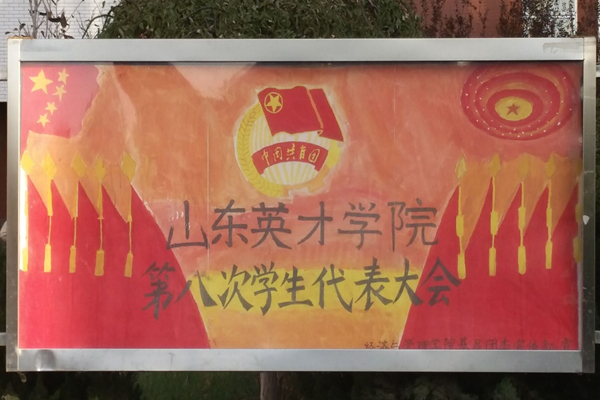 中国共青团
山东英才学院
第八次学生代表大会